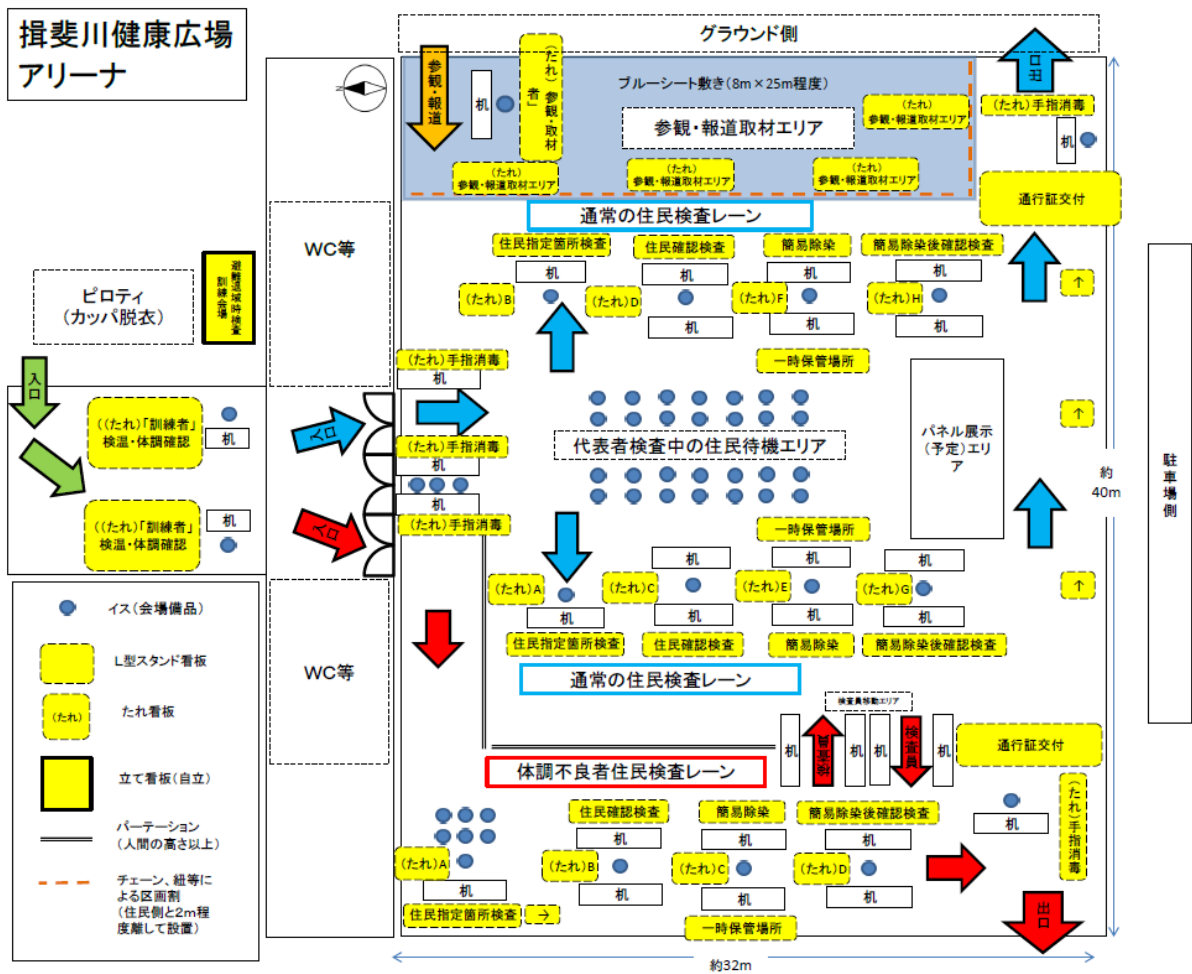 揖斐川健康広場
アリーナ
グラウンド側
参観・報道
机
(たれ)参観・取材
者」
ブルーシート敷き(8m×25m程度)
参観・報道取材エリア
(たれ)
参観・報道取材エリア
(たれ)
参観・報道取材エリア
(たれ)
参観・報道取材エリア
(たれ)
参観・報道取材エリア
出口
(たれ)手指消毒
机
通行証交付
通常の住民検査レーン
住民指定箇所検査
住民確認検査
簡易除染
簡易除染後確認検査
机
机
机
机
(たれ)B
(たれ)D
(たれ)F
(たれ)H
机
机
机
↑
WC等
ピロティ
(カッパ脱衣)
避難退域時検査
訓練会場
入口
((たれ)「訓練者」
検温・体調確認
机
((たれ)「訓練者」
検温・体調確認
机
入口
入口
(たれ)手指消毒
机
(たれ)手指消毒
机
机
(たれ)手指消毒
一時保管場所
代表者検査中の住民待機エリア
パネル展示
(予定)エリ
ア
↑
約
40m
駐車場側
一時保管場所
机
机
机
(たれ)A
(たれ)C
(たれ)E
(たれ)G
↑
机
机
机
机
住民指定箇所検査
住民確認検査
簡易除染
簡易除染後確認検査
通常の住民検査レーン
WC等
検査員移動エリア
机
検査員
机
机
検査員
机
通行証交付
体調不良者住民検査レーン
住民確認検査
簡易除染
簡易除染後確認検査
机
机
机
机
(たれ)手指消毒
(たれ)A
(たれ)B
(たれ)C
(たれ)D
机
机
机
机
住民指定箇所検査
→
一時保管場所
出口
約32m
イス(会場備品)
L型スタンド看板
(たれ)
たれ看板
立て看板(自立)
パーテーション
(人間の高さ以上)
チェーン、紐等に
よる区画割
(住民側と2m程
度離して設置)